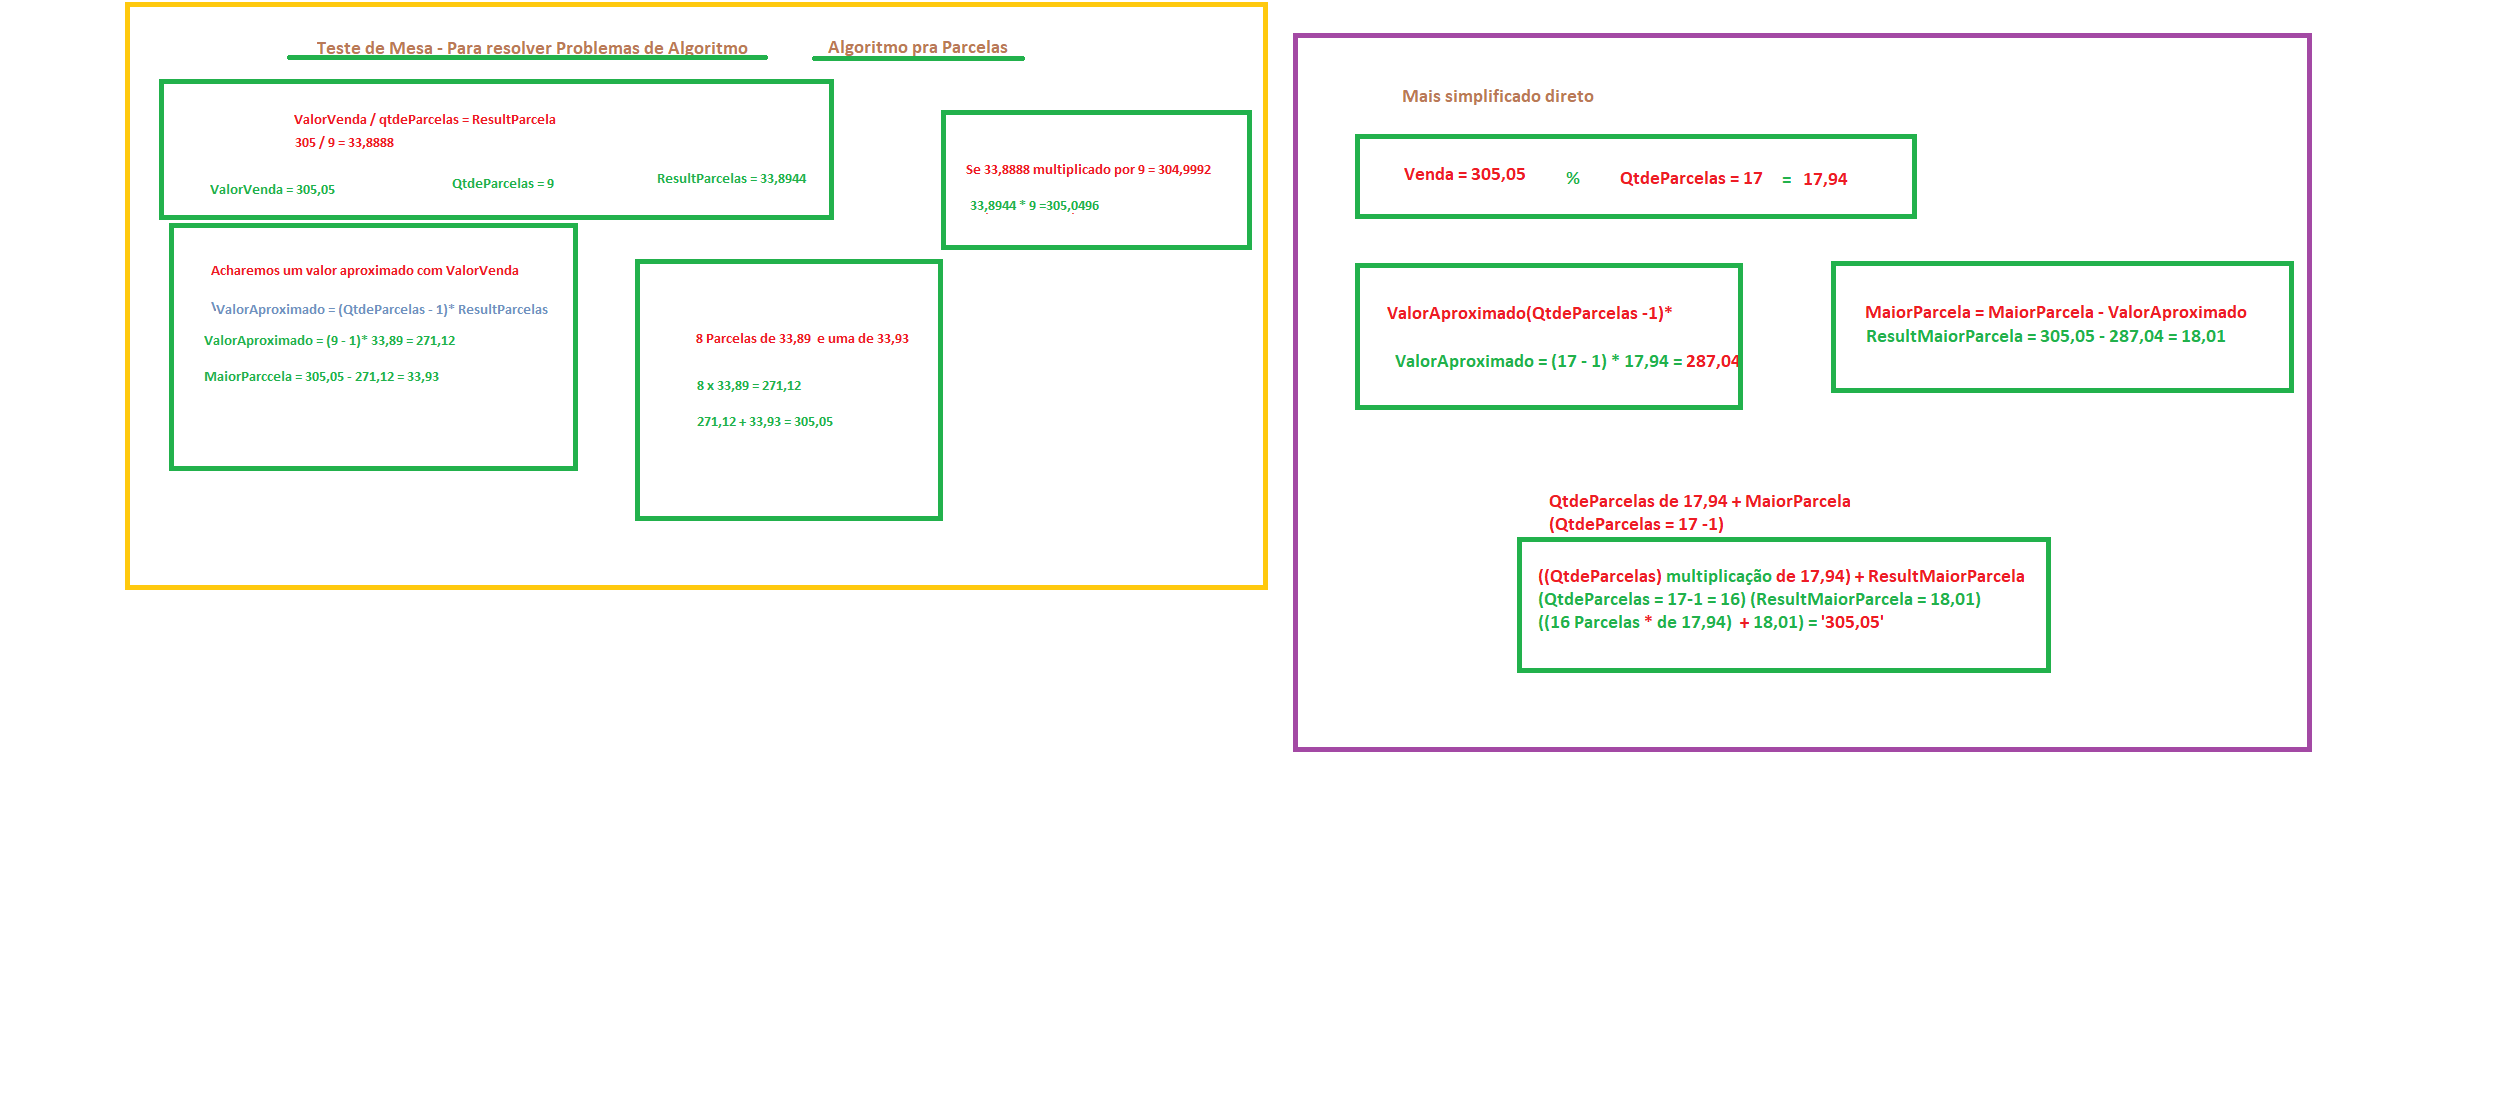 Teste de Mesa - Para resolver Problemas de Algoritmo
Algoritmo pra Parcelas
ValorVenda / qtdeParcelas = ResultParcela
305 / 9 = 33,8888
ValorVenda = 305,05
QtdeParcelas = 9
ResultParcelas = 33,8944
Se 33,8888 multiplicado por 9 = 304,9992
33,8944 * 9 =305,0496
Acharemos um valor aproximado com ValorVenda
\ValorAproximado = (QtdeParcelas - 1)* ResultParcelas
ValorAproximado = (9 - 1)* 33,89 = 271,12
MaiorParccela = 305,05 - 271,12 = 33,93
8 Parcelas de 33,89 e uma de 33,93
8 x 33,89 = 271,12
271,12 + 33,93 = 305,05
Mais simplificado direto
Venda = 305,05 % QtdeParcelas = 17 = 17,94
ValorAproximado(QtdeParcelas -1)*
ValorAproximado = (17 - 1) * 17,94 = 287,04
MaiorParcela = MaiorParcela - ValorAproximado
ResultMaiorParcela = 305,05 - 287,04 = 18,01
QtdeParcelas de 17,94 + MaiorParcela
(QtdeParcelas = 17 -1)
((QtdeParcelas) multiplicação de 17,94) + ResultMaiorParcela
(QtdeParcelas = 17-1 = 16) (ResultMaiorParcela = 18,01)
((16 Parcelas * de 17,94) + 18,01) = '305,05'